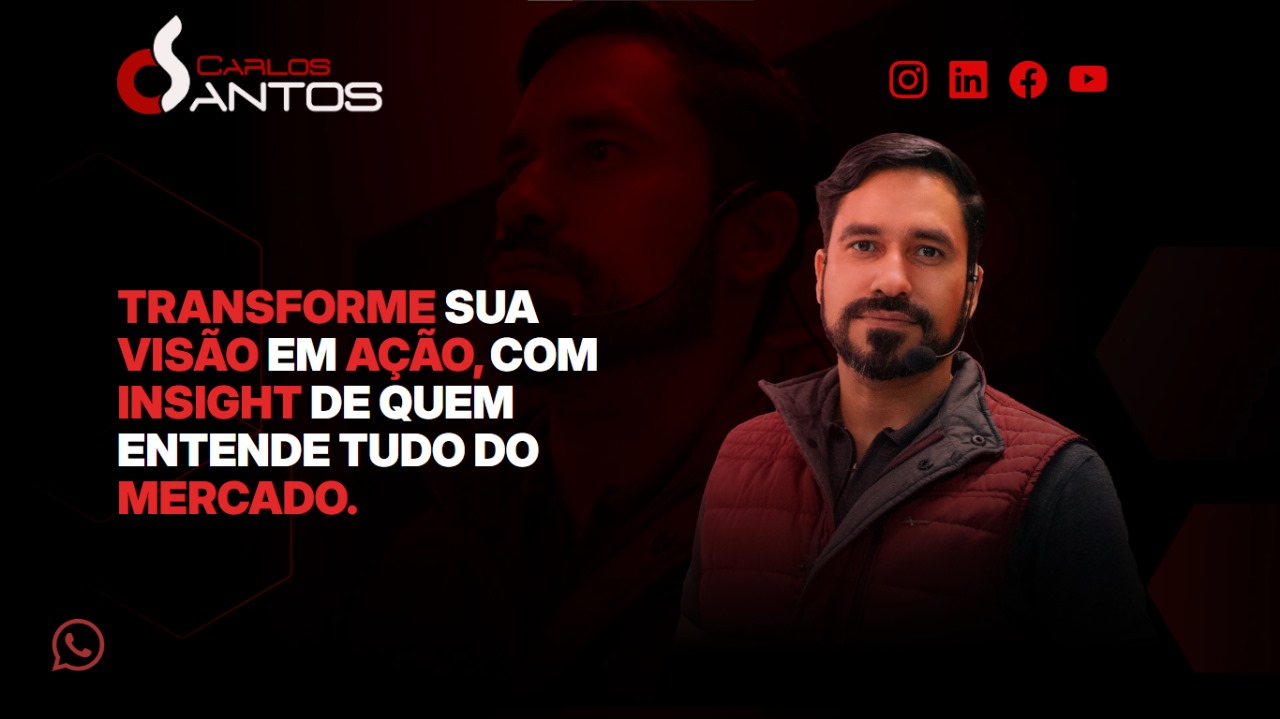 CARLOS
SANTOS
TRANSFORME SUA
VISÃO EM AÇÃO, COM
INSIGHT DE QUEM
ENTENDE TUDO DO
MERCADO.